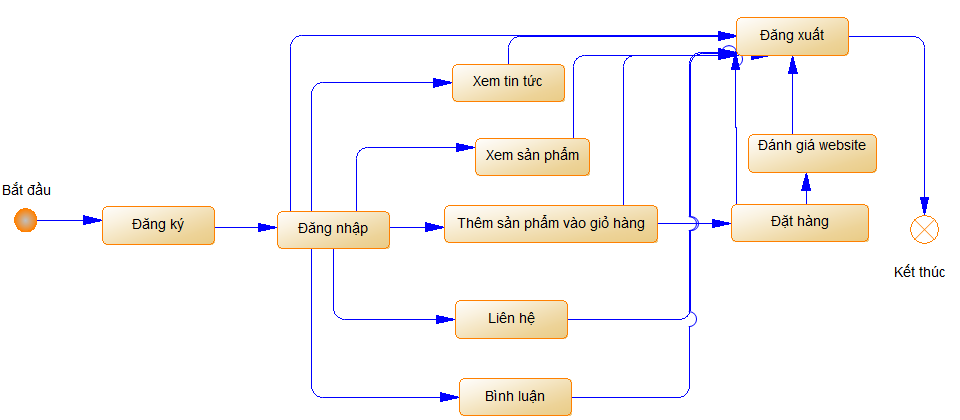 Đăng xuất
Xem tin tức
Xem sản phẩm
Đánh giá website
Bắt đầu
Đăng ký
Đăng nhập
Thêm sản phẩm vào giỏ hàng
Đặt hàng
Kết thúc
Liên hệ
Bình luận